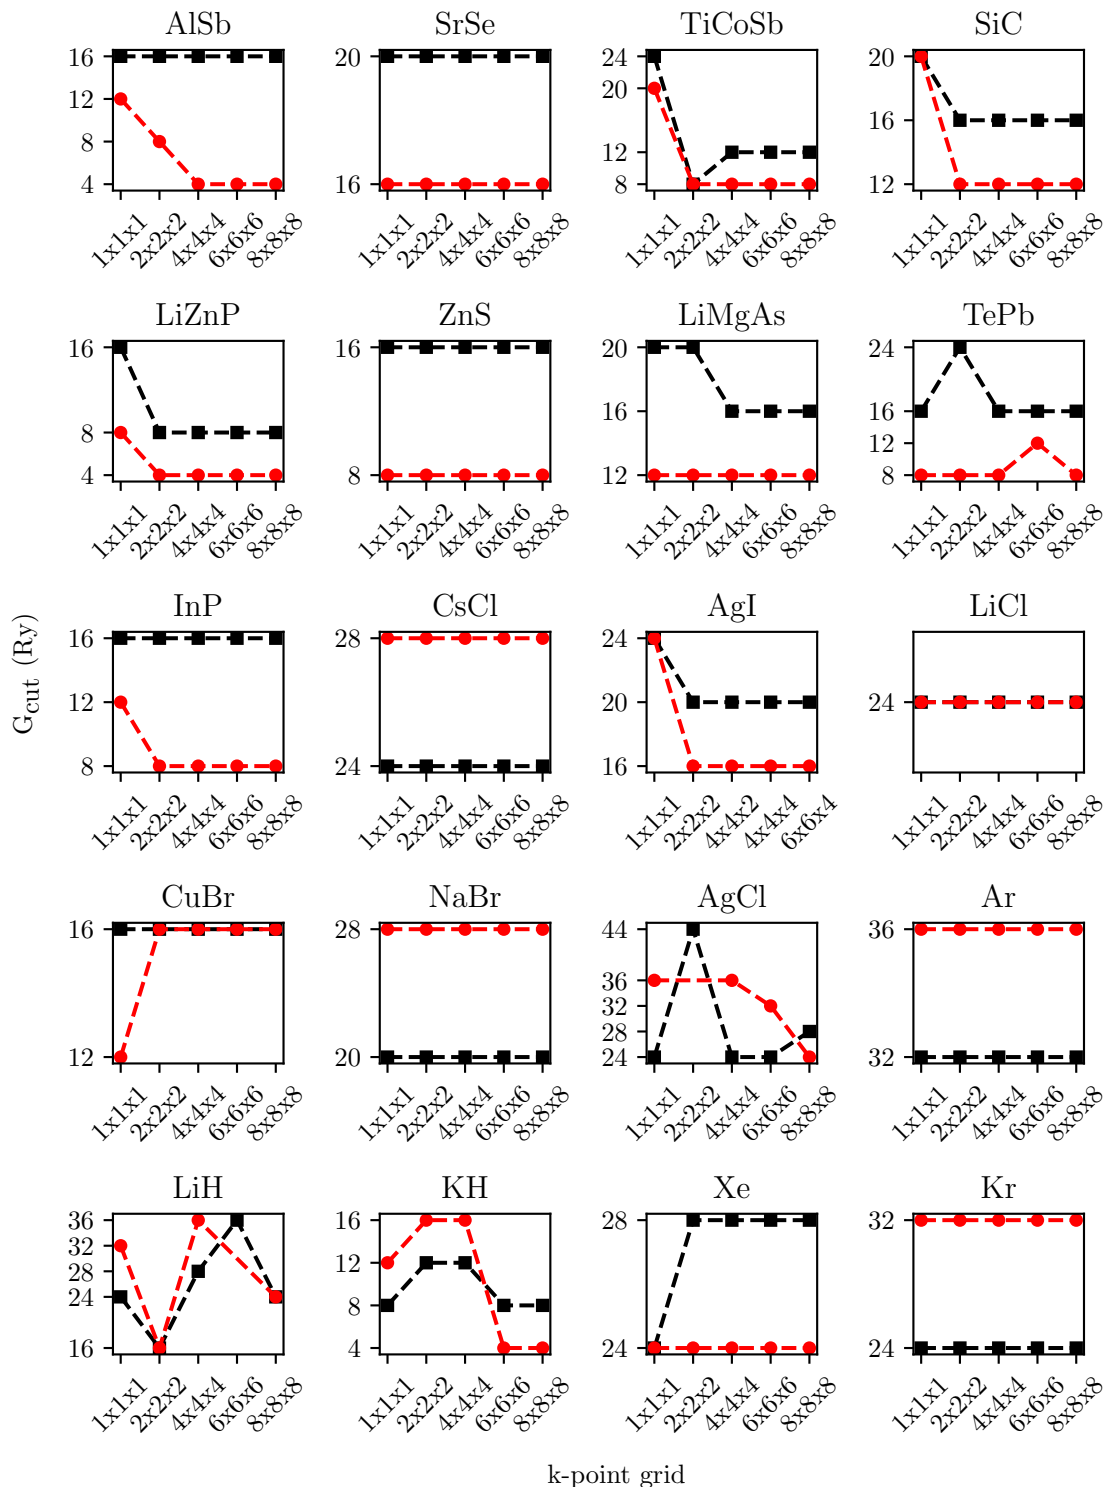 AlSb SrSe TiCoSb SiC
16 12 8 4
20 16
24 20 12 8
20 16 12
1x1x1 2x2x2 4x4x4 6x6x6 8x8x8
1x1x1 2x2x2 4x4x4 6x6x6 8x8x8
1x1x1 2x2x2 4x4x4 6x6x6 8x8x8
1x1x1 2x2x2 4x4x4 6x6x6 8x8x8
LiZnP ZnS LiMgAs TePb
16 8 4
16 8
20 16 12
24 16 12 8
1x1x1 2x2x2 4x4x4 6x6x6 8x8x8
1x1x1 2x2x2 4x4x4 6x6x6 8x8x8
1x1x1 2x2x2 4x4x4 6x6x6 8x8x8
1x1x1 2x2x2 4x4x4 6x6x6 8x8x8
Gcut (Ry)
InP CsCl AgI LiCl
16 12 8
28 24
24 20 16
24
1x1x1 2x2x2 4x4x4 6x6x6 8x8x8
1x1x1 2x2x2 4x4x4 6x6x6 8x8x8
1x1x1 2x2x2 4x4x2 4x4x4 6x6x4
1x1x1 2x2x2 4x4x4 6x6x6 8x8x8
CuBr NaBr AgCl Ar
16 12
28 20
44 36 32 28 24
36 32
1x1x1 2x2x2 4x4x4 6x6x6 8x8x8
1x1x1 2x2x2 4x4x4 6x6x6 8x8x8
1x1x1 2x2x2 4x4x4 6x6x6 8x8x8
1x1x1 2x2x2 4x4x4 6x6x6 8x8x8
LiH KH Xe Kr
36 32 28 24 16
16 12 8 4
28 24
32 24
1x1x1 2x2x2 4x4x4 6x6x6 8x8x8
1x1x1 2x2x2 4x4x4 6x6x6 8x8x8
1x1x1 2x2x2 4x4x4 6x6x6 8x8x8
1x1x1 2x2x2 4x4x4 6x6x6 8x8x8
k-point grid